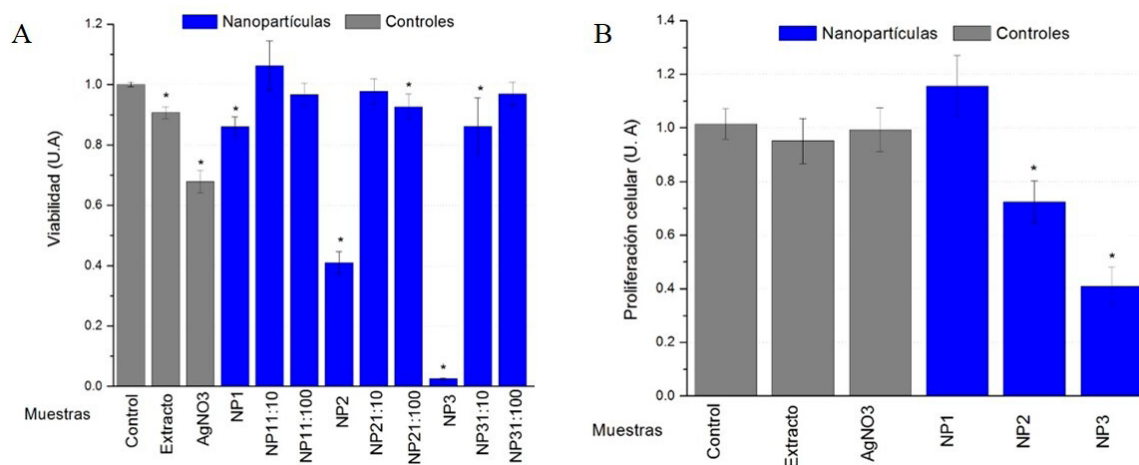 A
Nanopartículas
Controles
Viabilidad (U.A)
1.2
1.0
0.8
0.6
0.4
0.2
0.0
*
*
*
*
*
*
*
Muestras
Control
Extracto
AgNO3
NP1
NP11:10
NP11:100
NP2
NP21:10
NP21:100
NP3
NP31:10
NP31:100
B
Nanopartículas
Controles
Proliferación celular (U. A)
1.4
1.2
1.0
0.8
0.6
0.4
0.2
0.0
*
*
Muestras
Control
Extracto
AgNO3
NP1
NP2
NP3